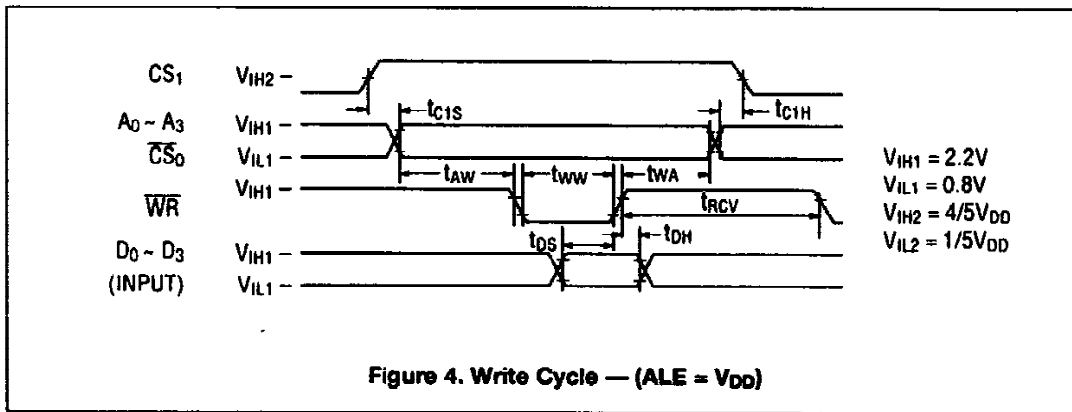 CS1 VIH2 –
tC1S tC1H
A0 ~ A3 VIH1 –
CS0 VIL1 –
VIH1 = 2.2V
VIL1 = 0.8V
VIH2 = 4/5VDD
VIL2 = 1/5VDD
tAW tWW tWA
WR VIH1 –
tRCV
tDS tDH
D0 ~ D3 VIH1 –
(INPUT) VIL1 –
Figure 4. Write Cycle — (ALE = VDD)